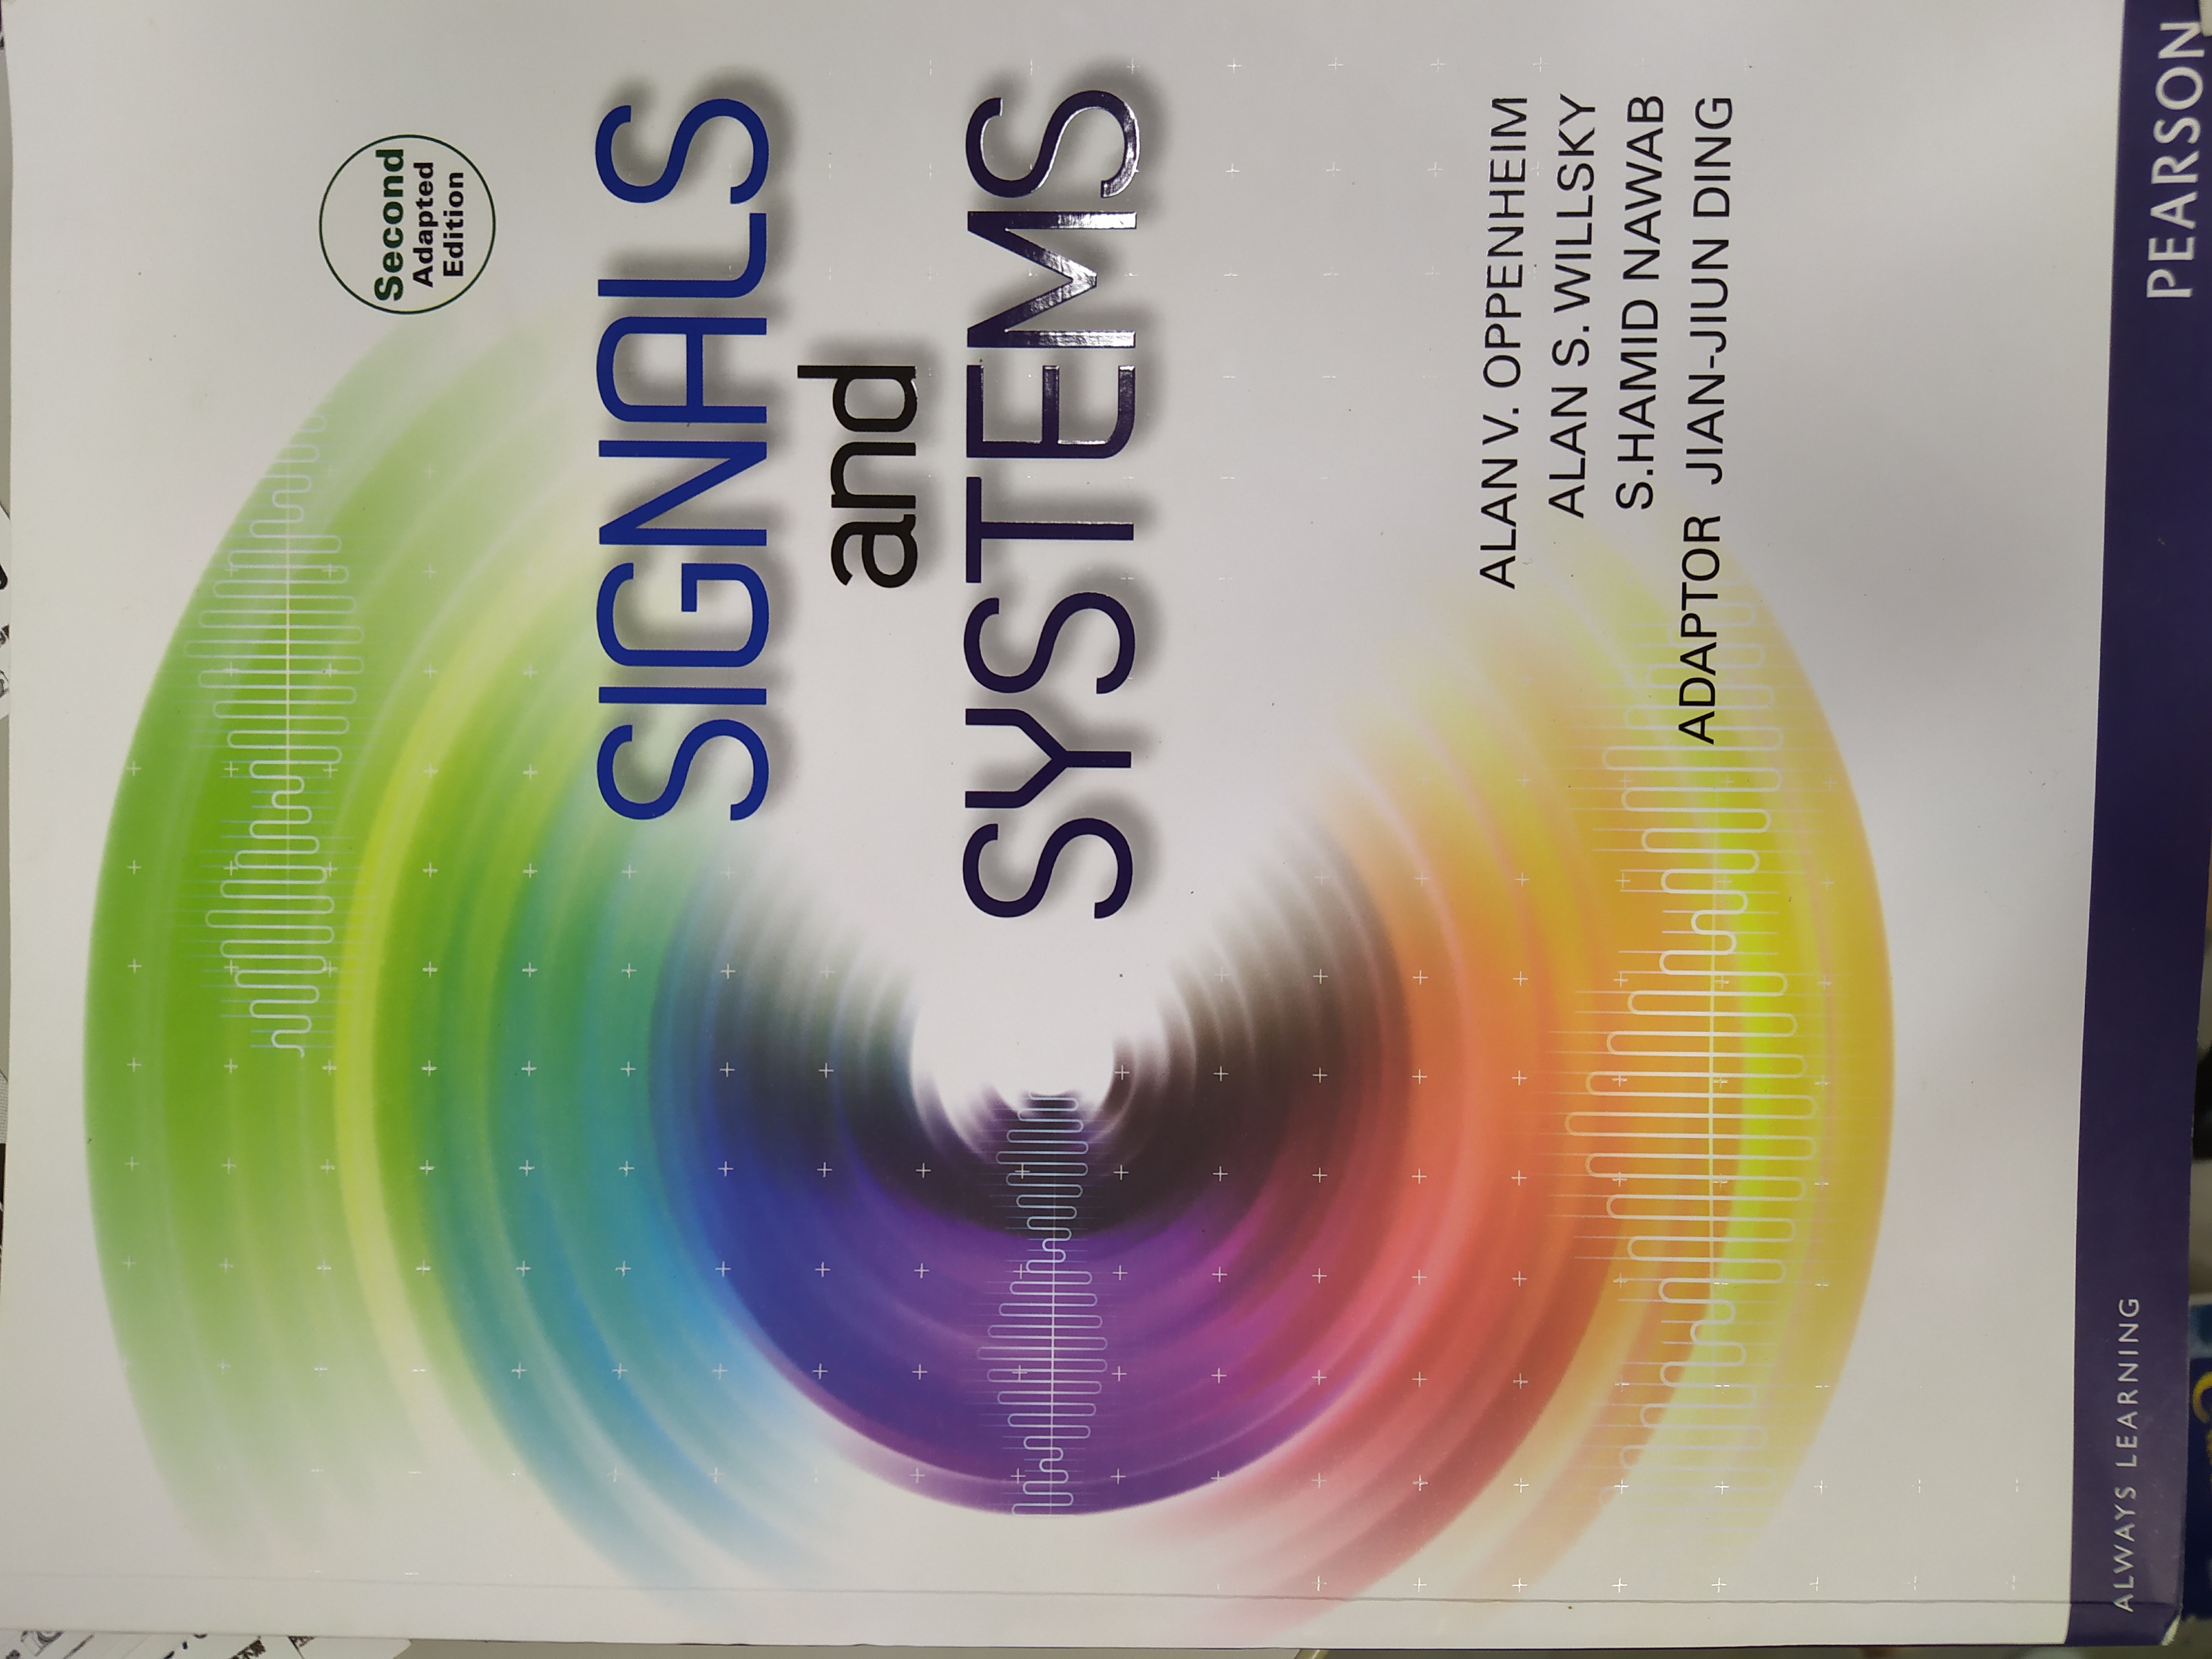 Second
Adapted
Edition
SIGNALS
and
SYSTEMS
ALAN V. OPPENHEIM
ALAN S. WILLSKY
S.HAMID NAWAB
ADAPTOR JIAN-JIUN DING
ALWAYS LEARNING
PEARSON